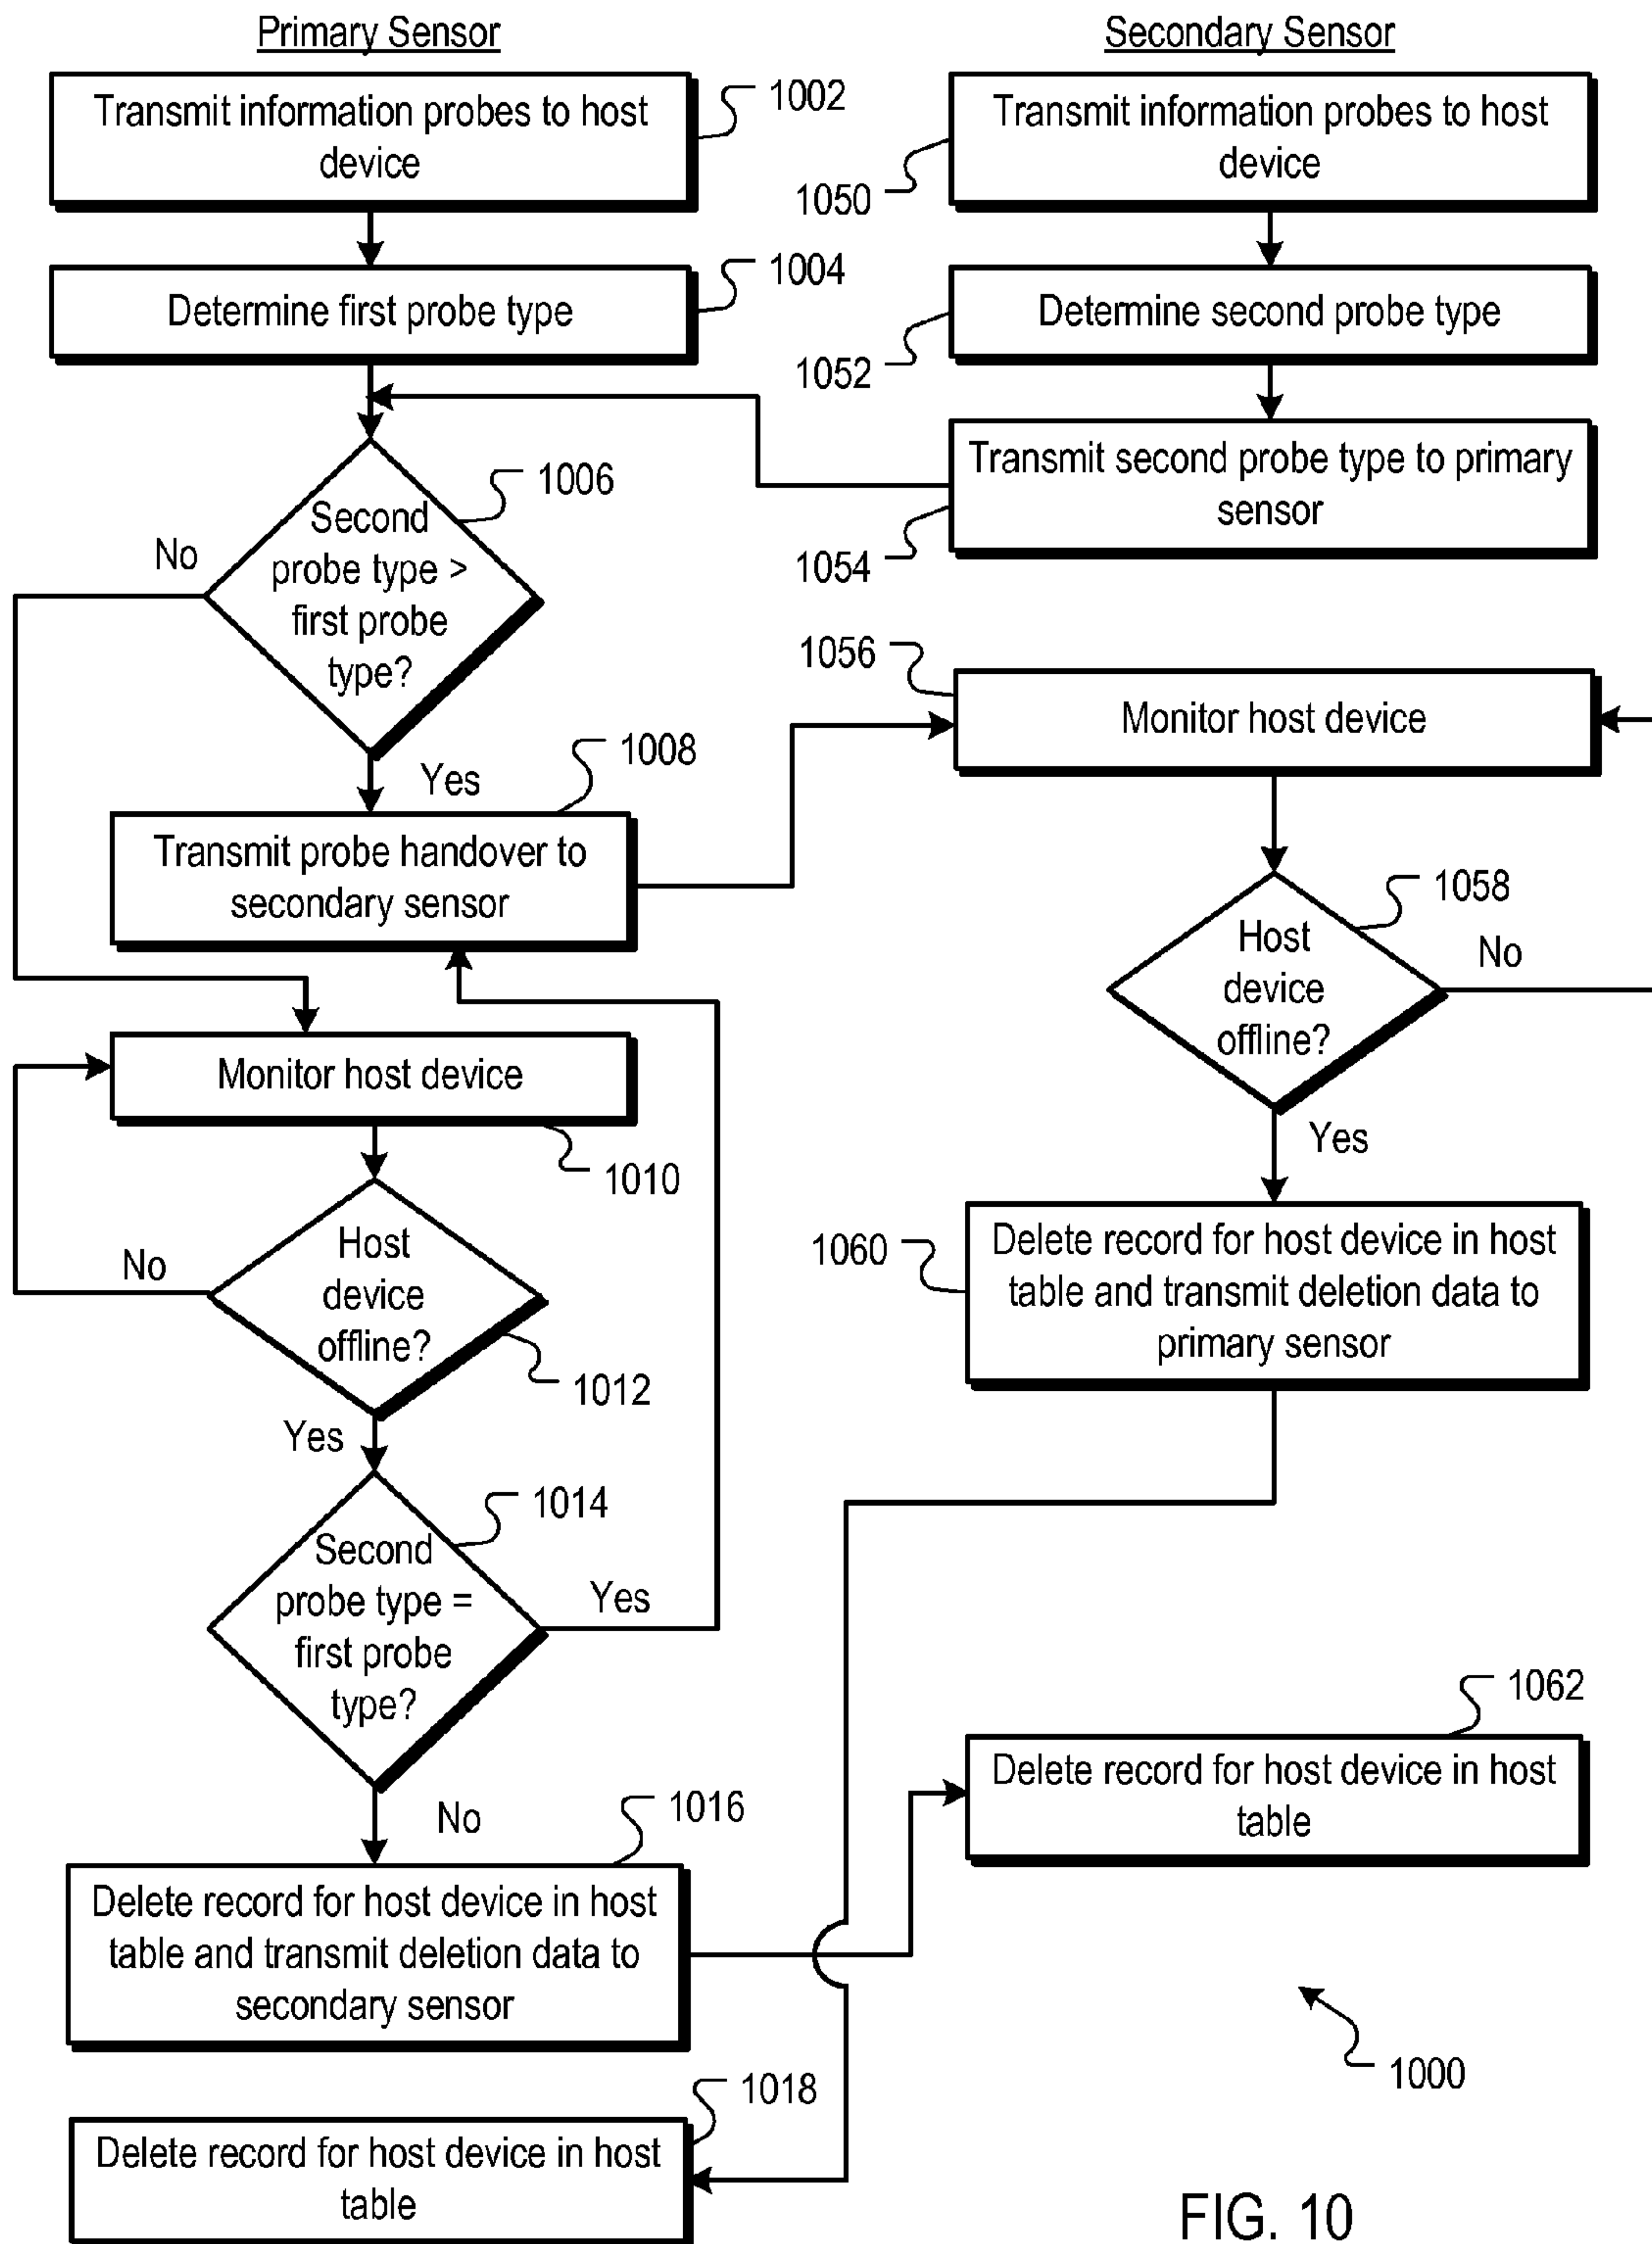 Primary Sensor
Transmit information probes to host
device
1002
Determine first probe type
1004
Second
probe type >
first probe
type?
1006
No
Yes
Transmit probe handover to
secondary sensor
1008
Monitor host device
1010
Host
device
offline?
1012
No
Yes
Second
probe type =
first probe
type?
1014
Yes
No
Delete record for host device in host
table and transmit deletion data to
secondary sensor
1016
Delete record for host device in host
table
1018
Secondary Sensor
Transmit information probes to host
device
1050
Determine second probe type
1052
Transmit second probe type to primary
sensor
1054
Monitor host device
1056
Host
device
offline?
1058
No
Yes
Delete record for host device in host
table and transmit deletion data to
primary sensor
1060
Delete record for host device in host
table
1062
1000
FIG. 10